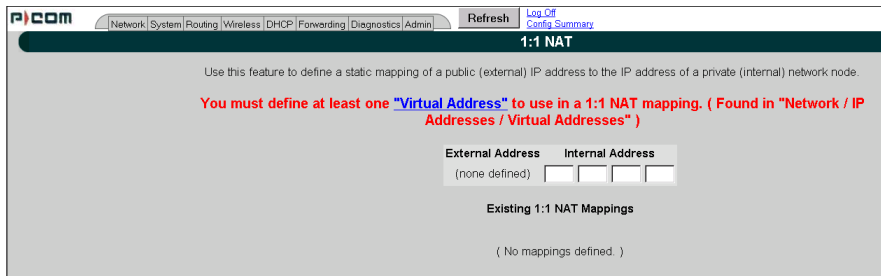 P)COM
Network System Routing Wireless DHCP Forwarding Diagnostics Admin Refresh Log Off
Config Summary
1:1 NAT
Use this feature to define a static mapping of a public (external) IP address to the IP address of a private (internal) network node.
You must define at least one "Virtual Address" to use in a 1:1 NAT mapping. ( Found in "Network / IP
Addresses / Virtual Addresses" )
External Address Internal Address
(none defined)
Existing 1:1 NAT Mappings
( No mappings defined. )